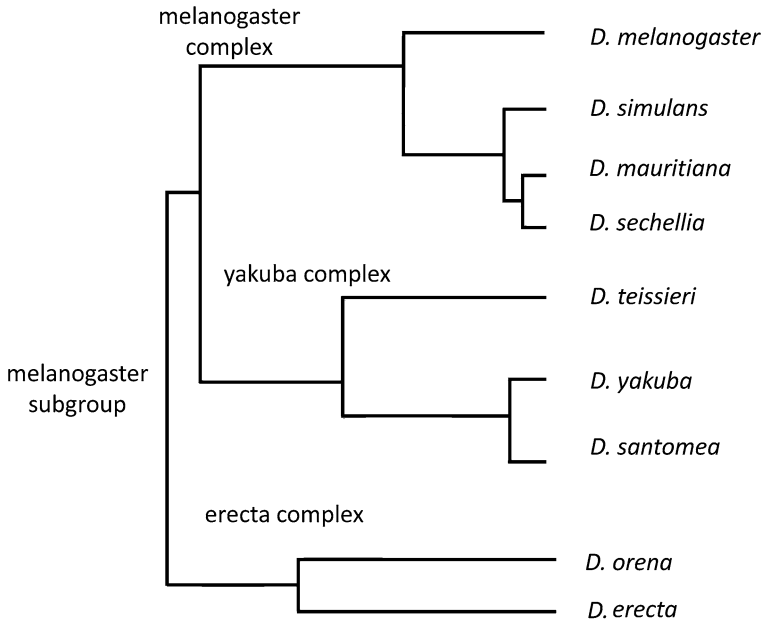 melanogaster
complex
D. melanogaster
D. simulans
D. mauritiana
D. sechellia
yakuba complex
D. teissieri
melanogaster
subgroup
D. yakuba
D. santomea
erecta complex
D. orena
D. erecta